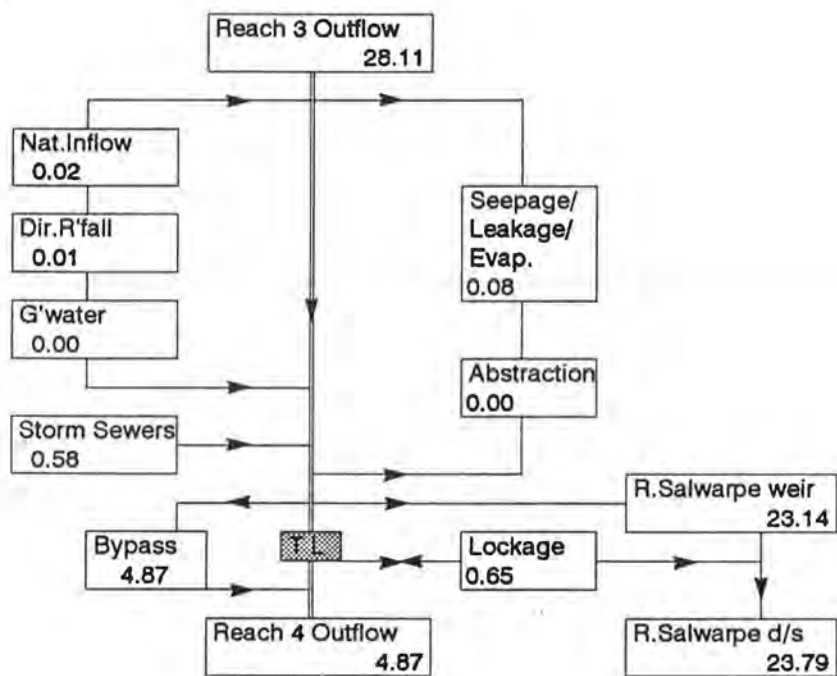 Reach 3 Outflow
28.11
Nat.Inflow
0.02
Dir.R'fall
0.01
G'water
0.00
Seepage/
Leakage/
Evap.
0.08
Abstraction
0.00
Storm Sewers
0.58
R.Salwarpe weir
23.14
Bypass
4.87
T L
Lockage
0.65
Reach 4 Outflow
4.87
R.Salwarpe d/s
23.79